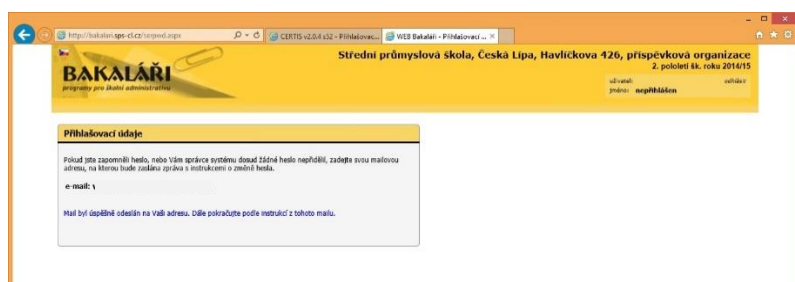 http://bakalari.sps-cl.cz/
CERTIS v2.0.4 s52 - Přihlašovac...
WEB Bakaláři - Přihlašovací ...
Střední průmyslová škola, Česká Lípa, Havlíčkova 426, příspěvková organizace
2. pololetí šk. roku 2014/15
BAKALÁŘI
programy pro školní administrativu
uživatel:
jméno: nepřihlášen
Přihlašovací údaje
Pokud jste zapomněli heslo, nebo Vám správce systému dosud žádné heslo nepřidělil, zadejte svou mailovou
adresu, na kterou bude zaslána zpráva s instrukcemi o změně hesla.
e-mail:
Mail byl úspěšně odeslán na Vaši adresu. Dále pokračujte podle instrukcí z tohoto mailu.